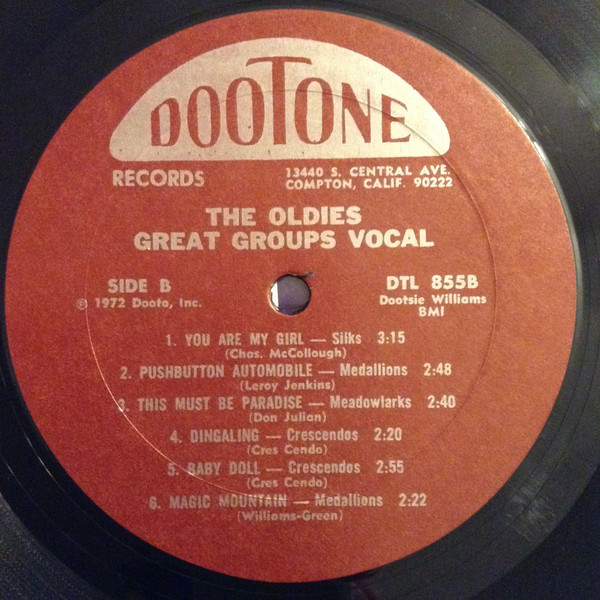 DOOTONE
RECORDS
13440 S. CENTRAL AVE.
COMPTON, CALIF. 90222
THE OLDIES
GREAT GROUPS VOCAL
SIDE B
℗ 1972 Dooto, Inc.
DTL 855B
Dootsie Williams
BMI
1. YOU ARE MY GIRL — Silks 3:15
(Chas. McCollough)
2. PUSHBUTTON AUTOMOBILE — Medallions 2:48
(Leroy Jenkins)
3. THIS MUST BE PARADISE — Meadowlarks 2:40
(Don Julian)
4. DINGALING — Crescendos 2:20
(Cres Cendo)
5. BABY DOLL — Crescendos 2:55
(Cres Cendo)
6. MAGIC MOUNTAIN — Medallions 2:22
(Williams-Green)